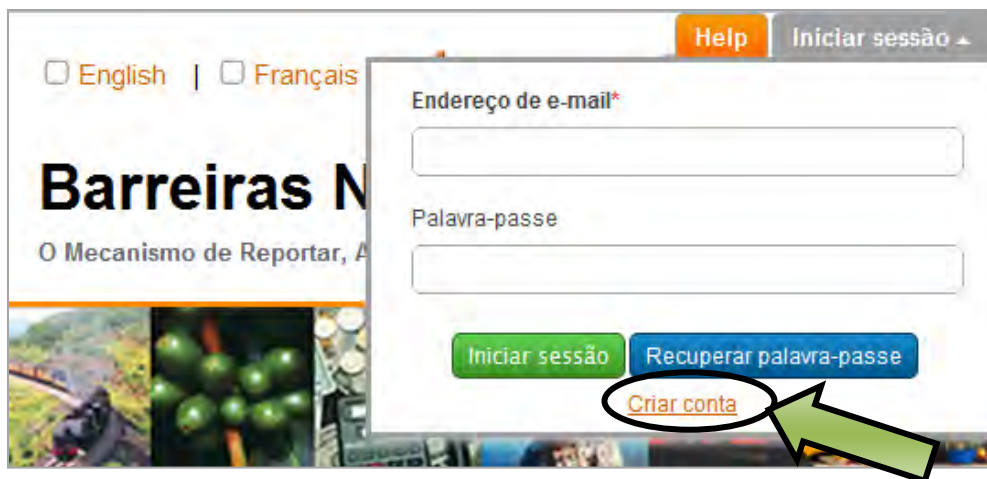 Help Iniciar sessão
English | Français
Endereço de e-mail*
Barreiras N
Palavra-passe
O Mecanismo de Reportar, A
Iniciar sessão Recuperar palavra-passe
Criar conta